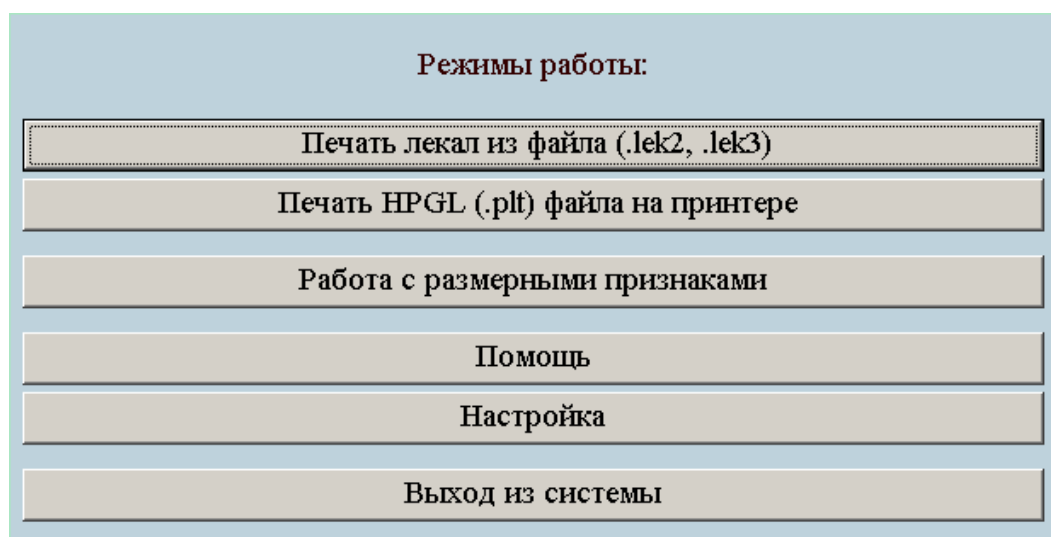 Режимы работы:
Печать лекал из файла (.lek2, .lek3)
Печать HPGL (.plt) файла на принтере
Работа с размерными признаками
Помощь
Настройка
Выход из системы